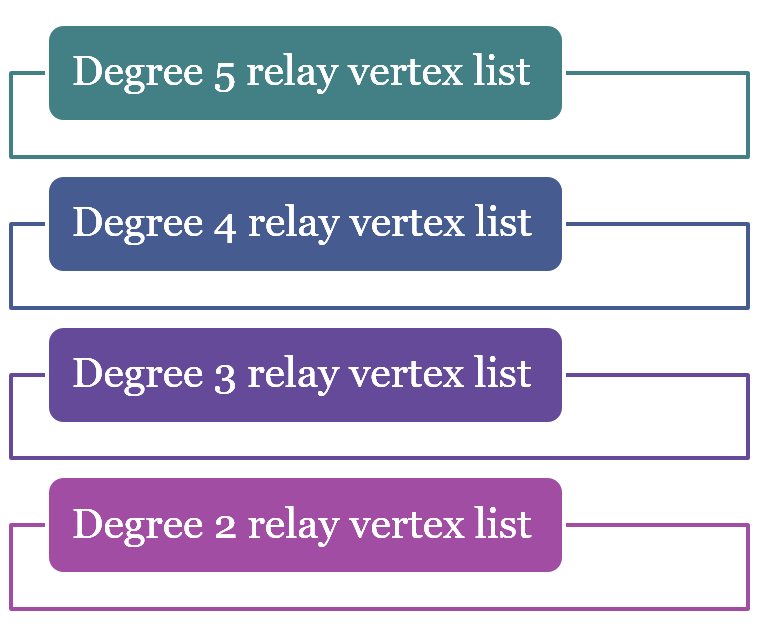 Degree 5 relay vertex list
Degree 4 relay vertex list
Degree 3 relay vertex list
Degree 2 relay vertex list